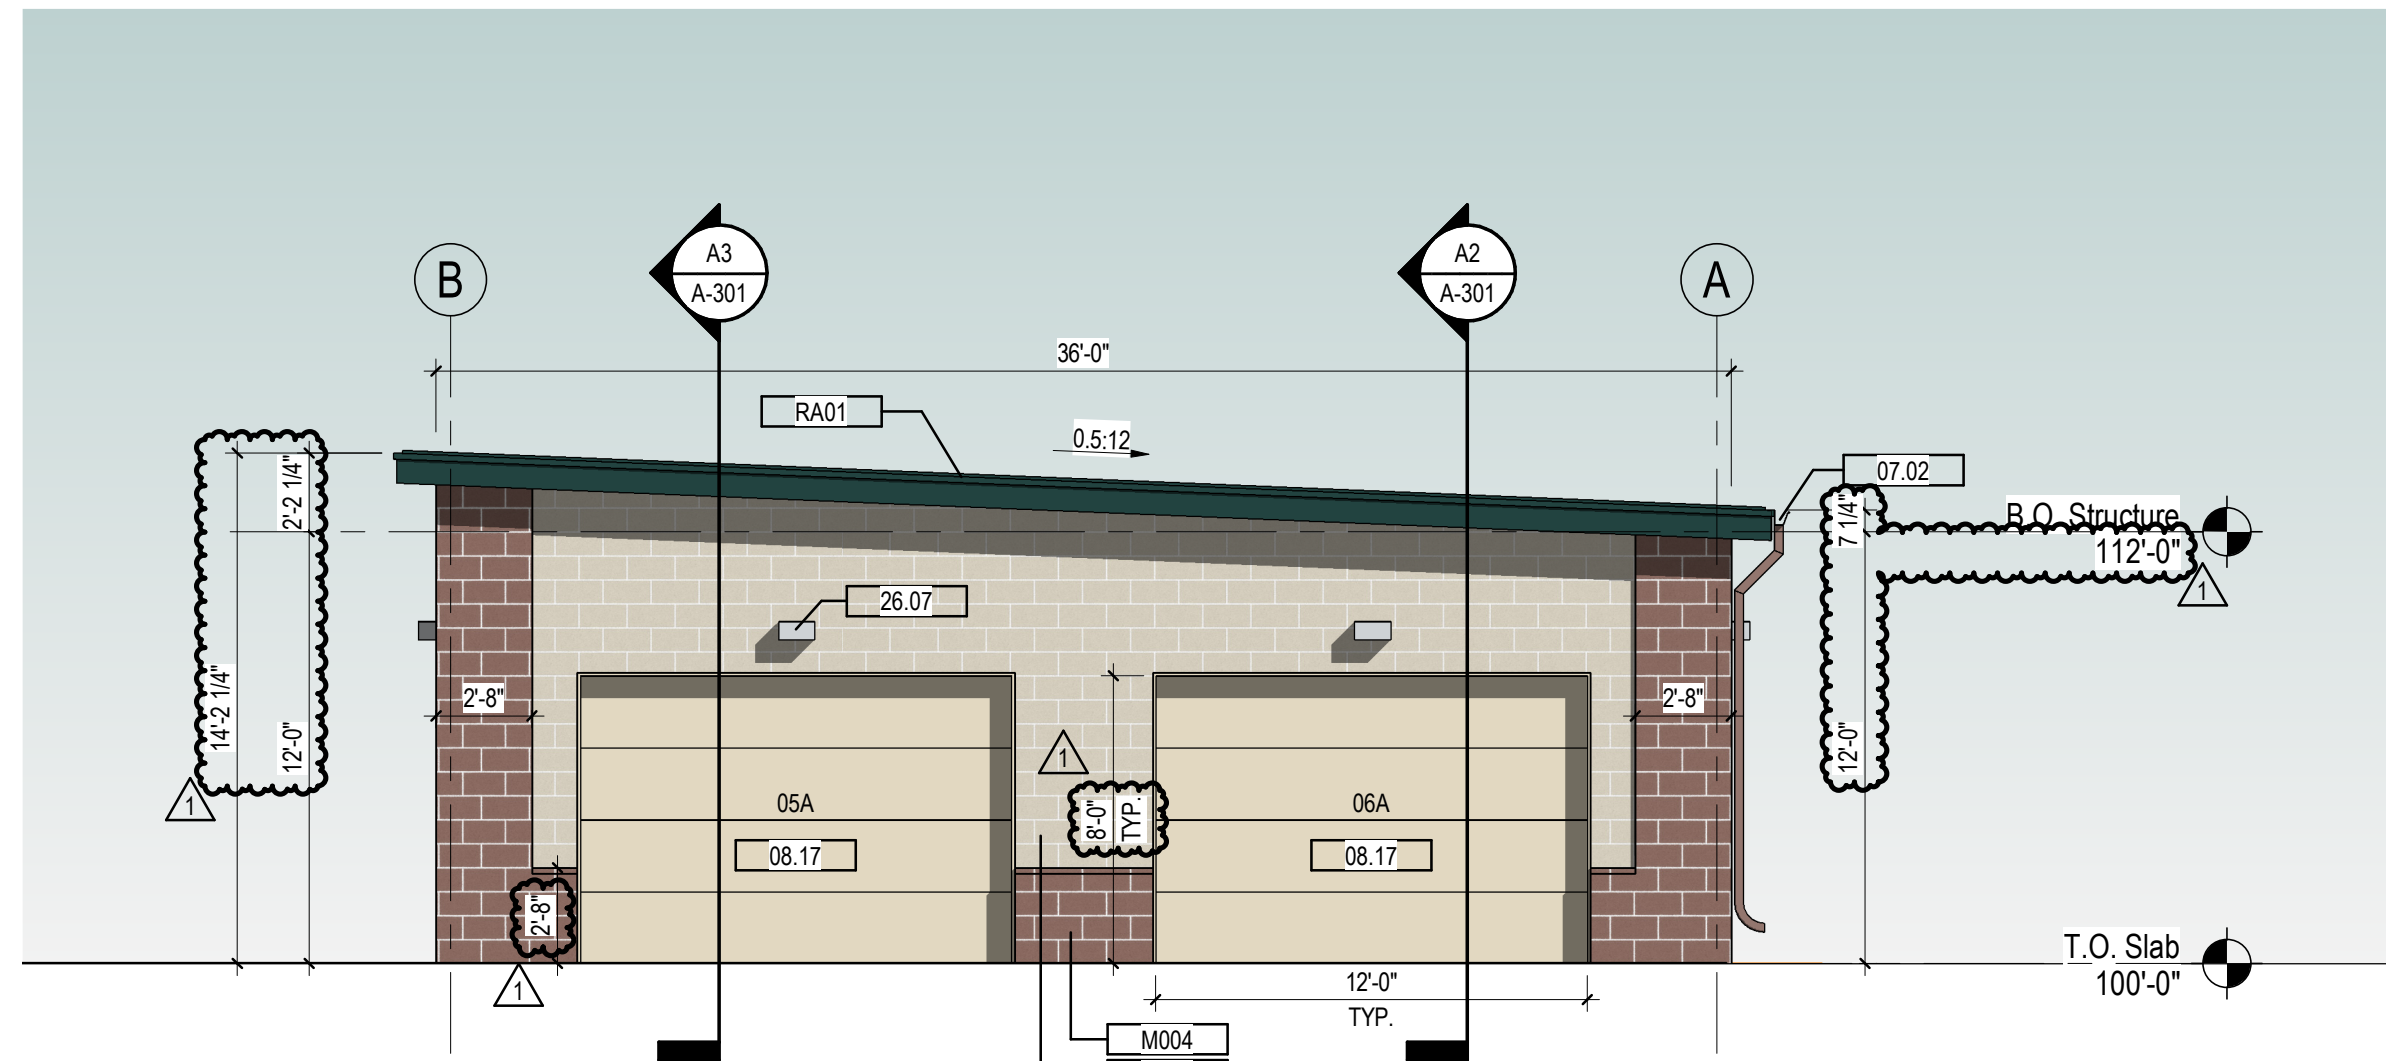 A3
A-301
A2
A-301
B
A
36'-0"
RA01
0.5:12
07.02
2'-2 1/4"
7 1/4"
B.O. Structure
112'-0"
1
26.07
14'-2 1/4"
12'-0"
2'-8"
2'-8"
1
12'-0"
1
8'-0"
TYP.
05A
06A
08.17
08.17
2'-8"
1
T.O. Slab
100'-0"
12'-0"
TYP.
M004